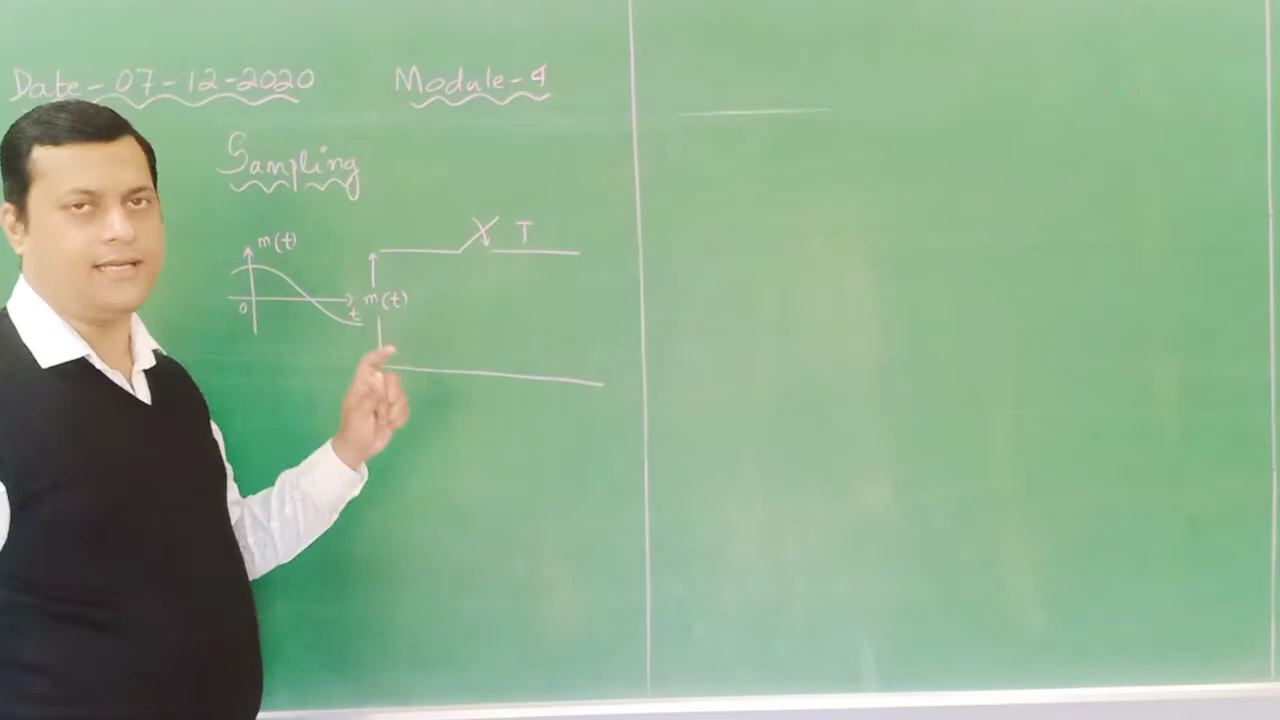 Date - 07-12-2020
Module-4
Sampling
T
m(t)
0
t
m(t)